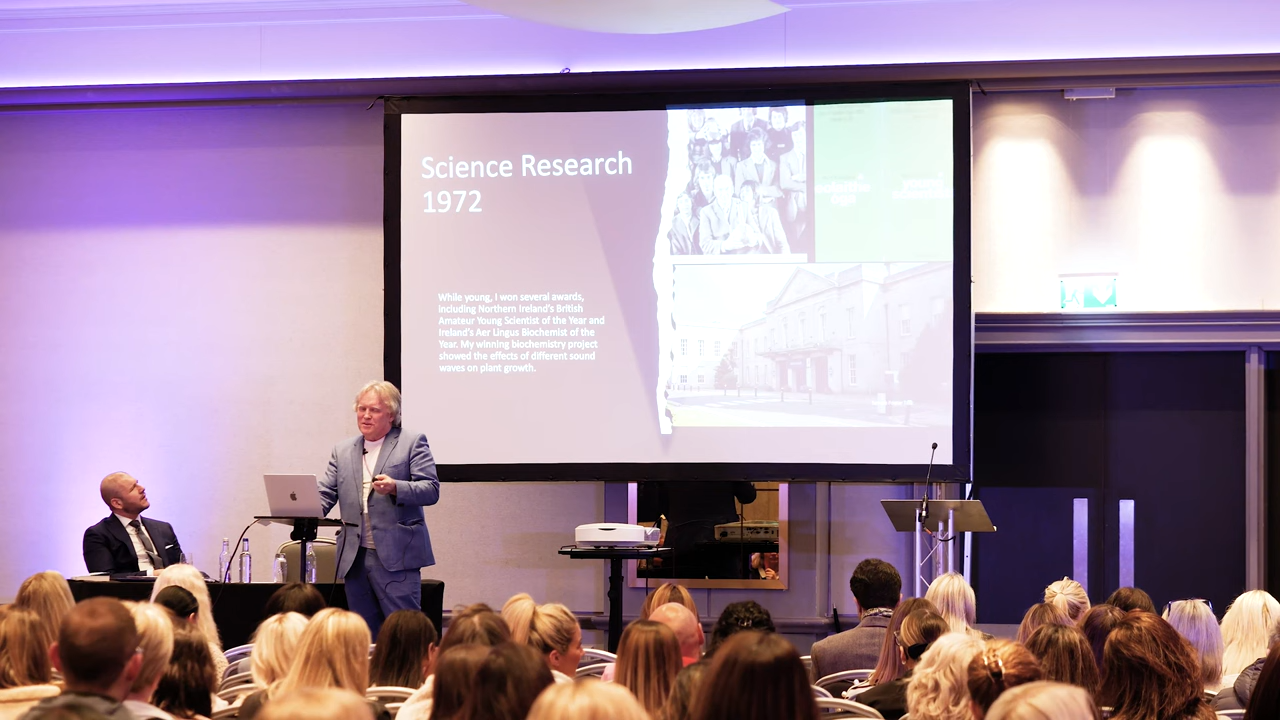 Science Research
1972
While young, I won several awards,
including Northern Ireland's British
Amateur Young Scientist of the Year and
Ireland's Aer Lingus Biochemist of the
Year. My winning biochemistry project
showed the effects of different sound
waves on plant growth.